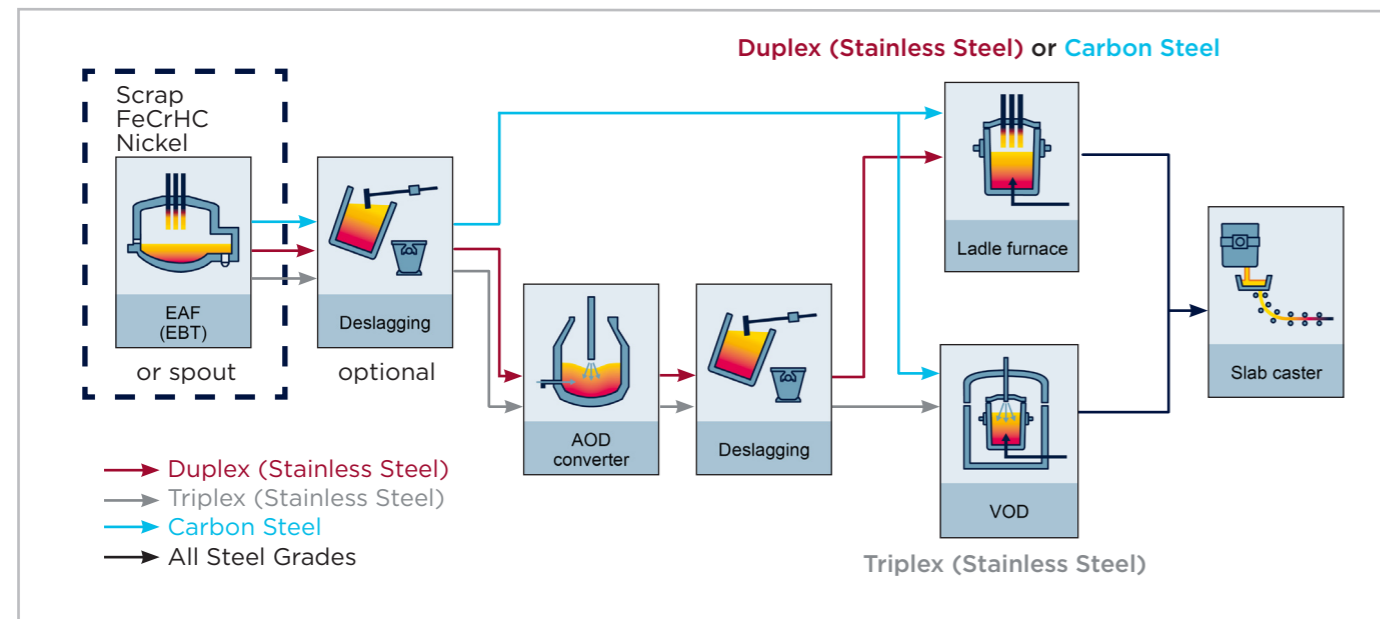 Duplex (Stainless Steel) or Carbon Steel
Scrap
FeCrHC
Nickel
EAF
(EBT)
or spout
Deslagging
optional
AOD
converter
Deslagging
Ladle furnace
VOD
Triplex (Stainless Steel)
Slab caster
Duplex (Stainless Steel)
Triplex (Stainless Steel)
Carbon Steel
All Steel Grades